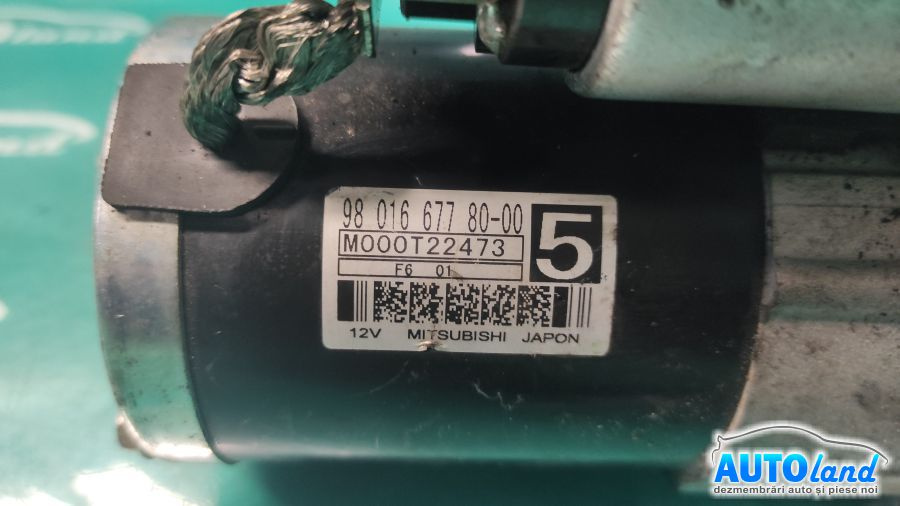 98 016 677 80-00
5
M000T22473
F6 01
12V MITSUBISHI JAPON
AUTOland
dezmembrări auto și piese noi